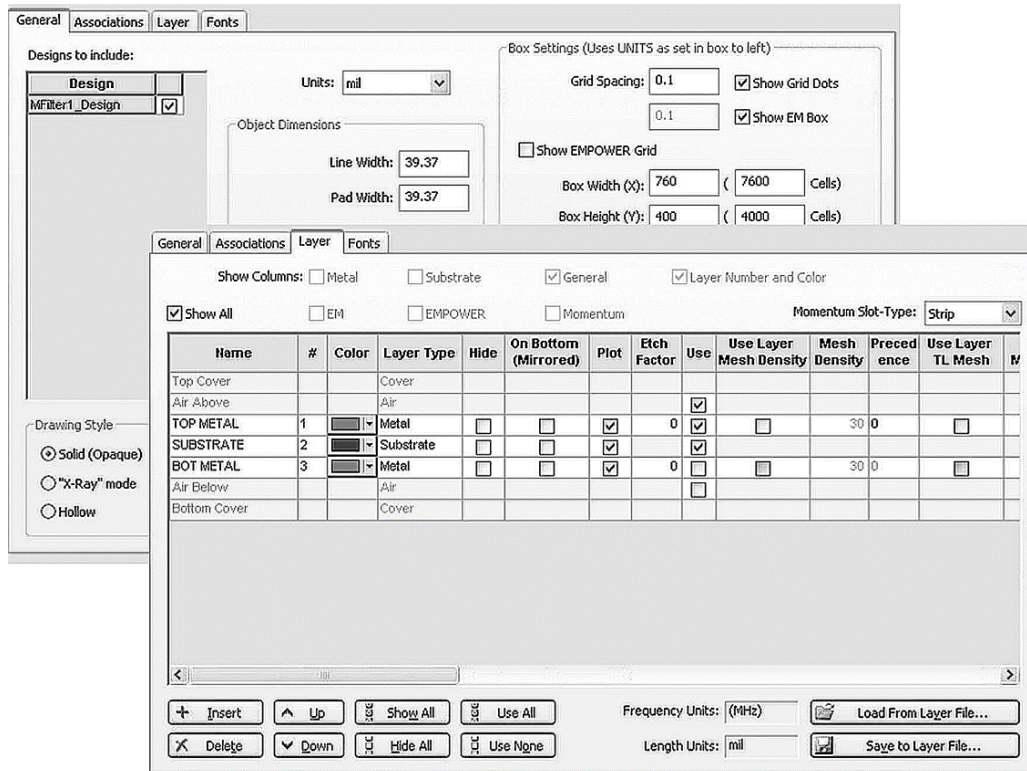 General Associations Layer Fonts
Designs to include:
Design
MFilter1_Design
Units: mil
Object Dimensions
Line Width: 39.37
Pad Width: 39.37
Box Settings (Uses UNITS as set in box to left)
Grid Spacing: 0.1 Show Grid Dots
0.1 Show EM Box
Show EMPOWER Grid
Box Width (X): 760 ( 7600 Cells)
Box Height (Y): 400 ( 4000 Cells)
Drawing Style
Solid (Opaque)
"X-Ray" mode
Hollow
General Associations Layer Fonts
Show Columns: Metal Substrate General Layer Number and Color
Show All EM EMPOWER Momentum Momentum Slot-Type: Strip
Name # Color Layer Type Hide On Bottom (Mirrored) Plot Etch Factor Use Use Layer Mesh Density Mesh Density Preced ence Use Layer TL Mesh M
Top Cover Cover
Air Above Air
TOP METAL 1 Metal 0 30 0
SUBSTRATE 2 Substrate
BOT METAL 3 Metal 0 30 0
Air Below Air
Bottom Cover Cover
Insert Up Show All Use All Frequency Units: (MHz) Load From Layer File...
Delete Down Hide All Use None Length Units: mil Save to Layer File...